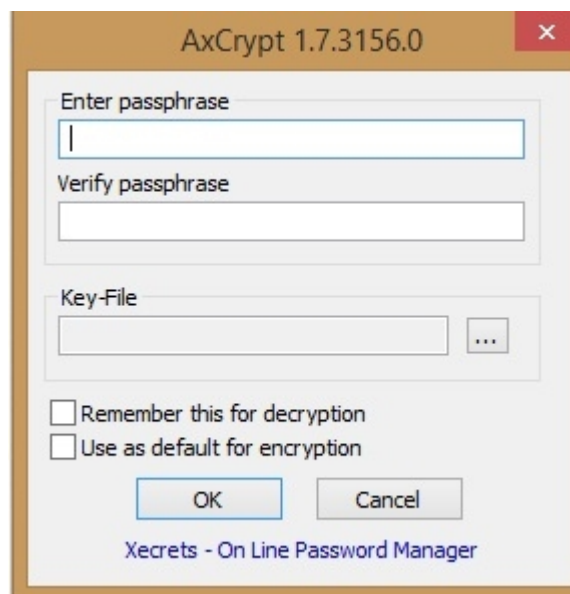 AxCrypt 1.7.3156.0
Enter passphrase
Verify passphrase
Key-File
...
Remember this for decryption
Use as default for encryption
OK Cancel
Xecrets - On Line Password Manager